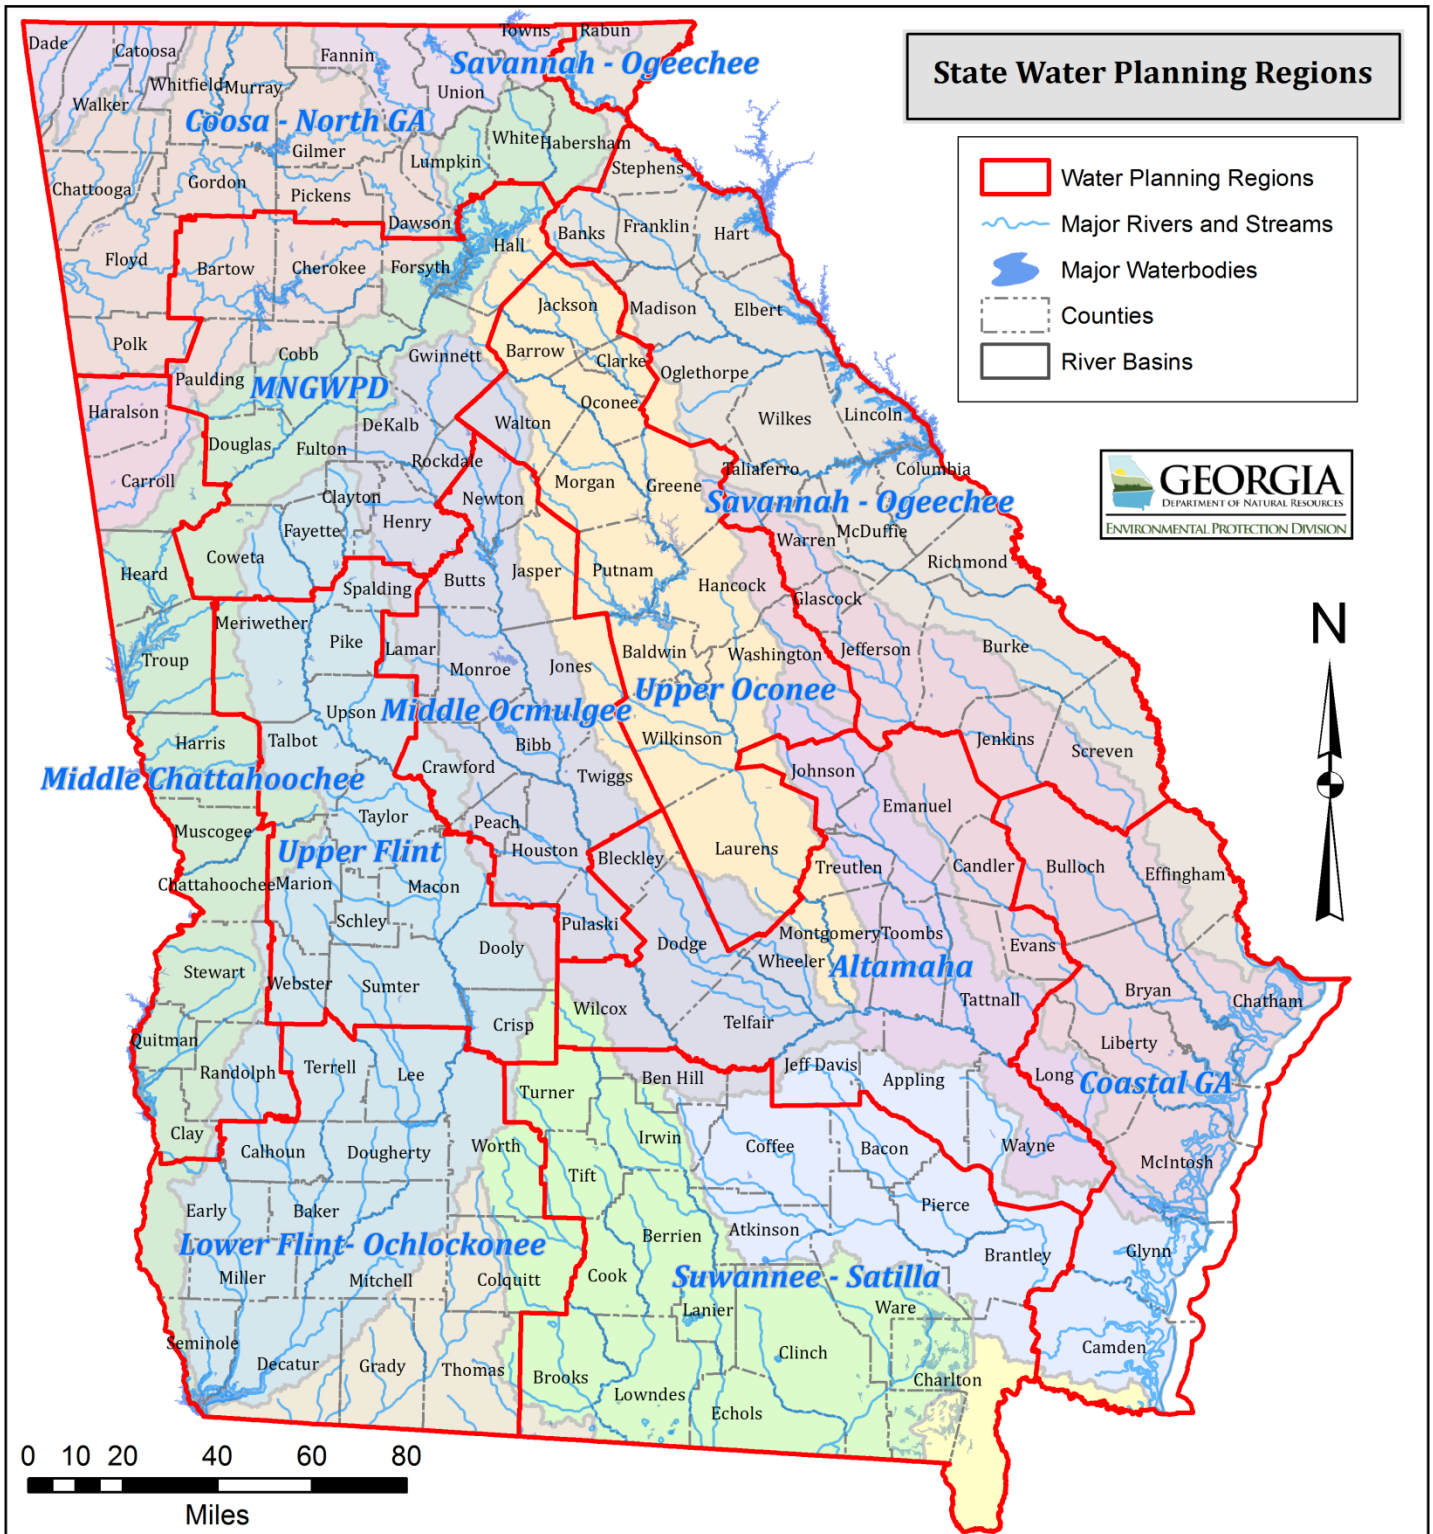 State Water Planning Regions
Water Planning Regions
Major Rivers and Streams
Major Waterbodies
Counties
River Basins
GEORGIA
DEPARTMENT OF NATURAL RESOURCES
ENVIRONMENTAL PROTECTION DIVISION
N
Dade
Catoosa
Fannin
Towns
Rabun
Savannah - Ogeechee
Whitfield
Murray
Union
Walker
Coosa - North GA
Gilmer
White
Habersham
Lumpkin
Stephens
Chattooga
Gordon
Pickens
Dawson
Banks
Franklin
Hart
Hall
Floyd
Bartow
Cherokee
Forsyth
Jackson
Madison
Elbert
Polk
Cobb
Gwinnett
Barrow
Clarke
Oglethorpe
Paulding
MNGWPD
Haralson
Oconee
DeKalb
Walton
Wilkes
Lincoln
Douglas
Fulton
Rockdale
Carroll
Newton
Morgan
Greene
Taliaferro
Columbia
Clayton
Savannah - Ogeechee
Fayette
Henry
McDuffie
Warren
Coweta
Heard
Spalding
Butts
Jasper
Putnam
Hancock
Richmond
Glascock
Meriwether
Pike
Lamar
Monroe
Jones
Baldwin
Washington
Jefferson
Burke
Troup
Upper Oconee
Upson
Middle Ocmulgee
Harris
Talbot
Bibb
Wilkinson
Jenkins
Screven
Middle Chattahoochee
Crawford
Twiggs
Johnson
Emanuel
Taylor
Peach
Muscogee
Upper Flint
Houston
Bleckley
Laurens
Treutlen
Candler
Bulloch
Effingham
Chattahoochee
Marion
Macon
Schley
Pulaski
Dodge
Montgomery
Toombs
Evans
Dooly
Wheeler
Altamaha
Stewart
Webster
Sumter
Wilcox
Telfair
Tattnall
Bryan
Chatham
Crisp
Quitman
Liberty
Randolph
Terrell
Lee
Turner
Ben Hill
Jeff Davis
Appling
Long
Coastal GA
Clay
Calhoun
Dougherty
Worth
Irwin
Coffee
Bacon
Wayne
McIntosh
Tift
Early
Baker
Pierce
Berrien
Atkinson
Lower Flint- Ochlockonee
Brantley
Glynn
Miller
Mitchell
Colquitt
Cook
Suwannee - Satilla
Lanier
Ware
Seminole
Decatur
Grady
Thomas
Brooks
Clinch
Camden
Charlton
Lowndes
Echols
0 10 20 40 60 80
Miles